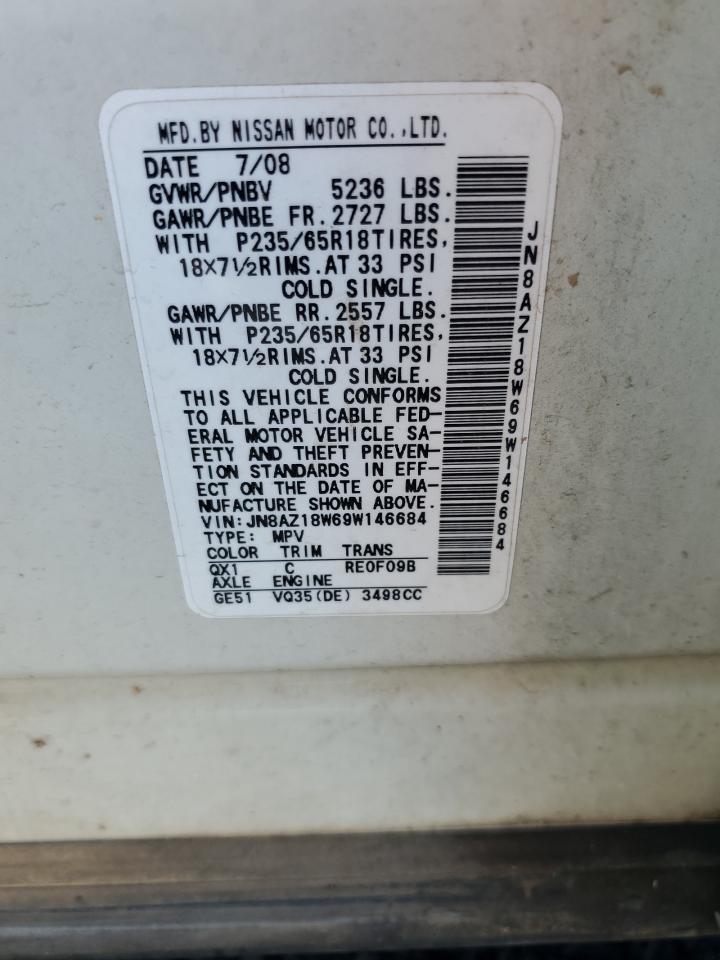 MFD.BY NISSAN MOTOR CO.,LTD.
DATE 7/08
GVWR/PNBV 5236 LBS.
GAWR/PNBE FR.2727 LBS.
WITH P235/65R18TIRES,
18×7½RIMS.AT 33 PSI
COLD SINGLE.
GAWR/PNBE RR.2557 LBS.
WITH P235/65R18TIRES,
18×7½RIMS.AT 33 PSI
COLD SINGLE.
THIS VEHICLE CONFORMS
TO ALL APPLICABLE FED-
ERAL MOTOR VEHICLE SA-
FETY AND THEFT PREVEN-
TION STANDARDS IN EFF-
ECT ON THE DATE OF MA-
NUFACTURE SHOWN ABOVE.
VIN:JN8AZ18W69W146684
TYPE: MPV
COLOR TRIM TRANS
QX1 C RE0F09B
AXLE ENGINE
GE51 VQ35(DE) 3498CC
JN8AZ18W69W146684